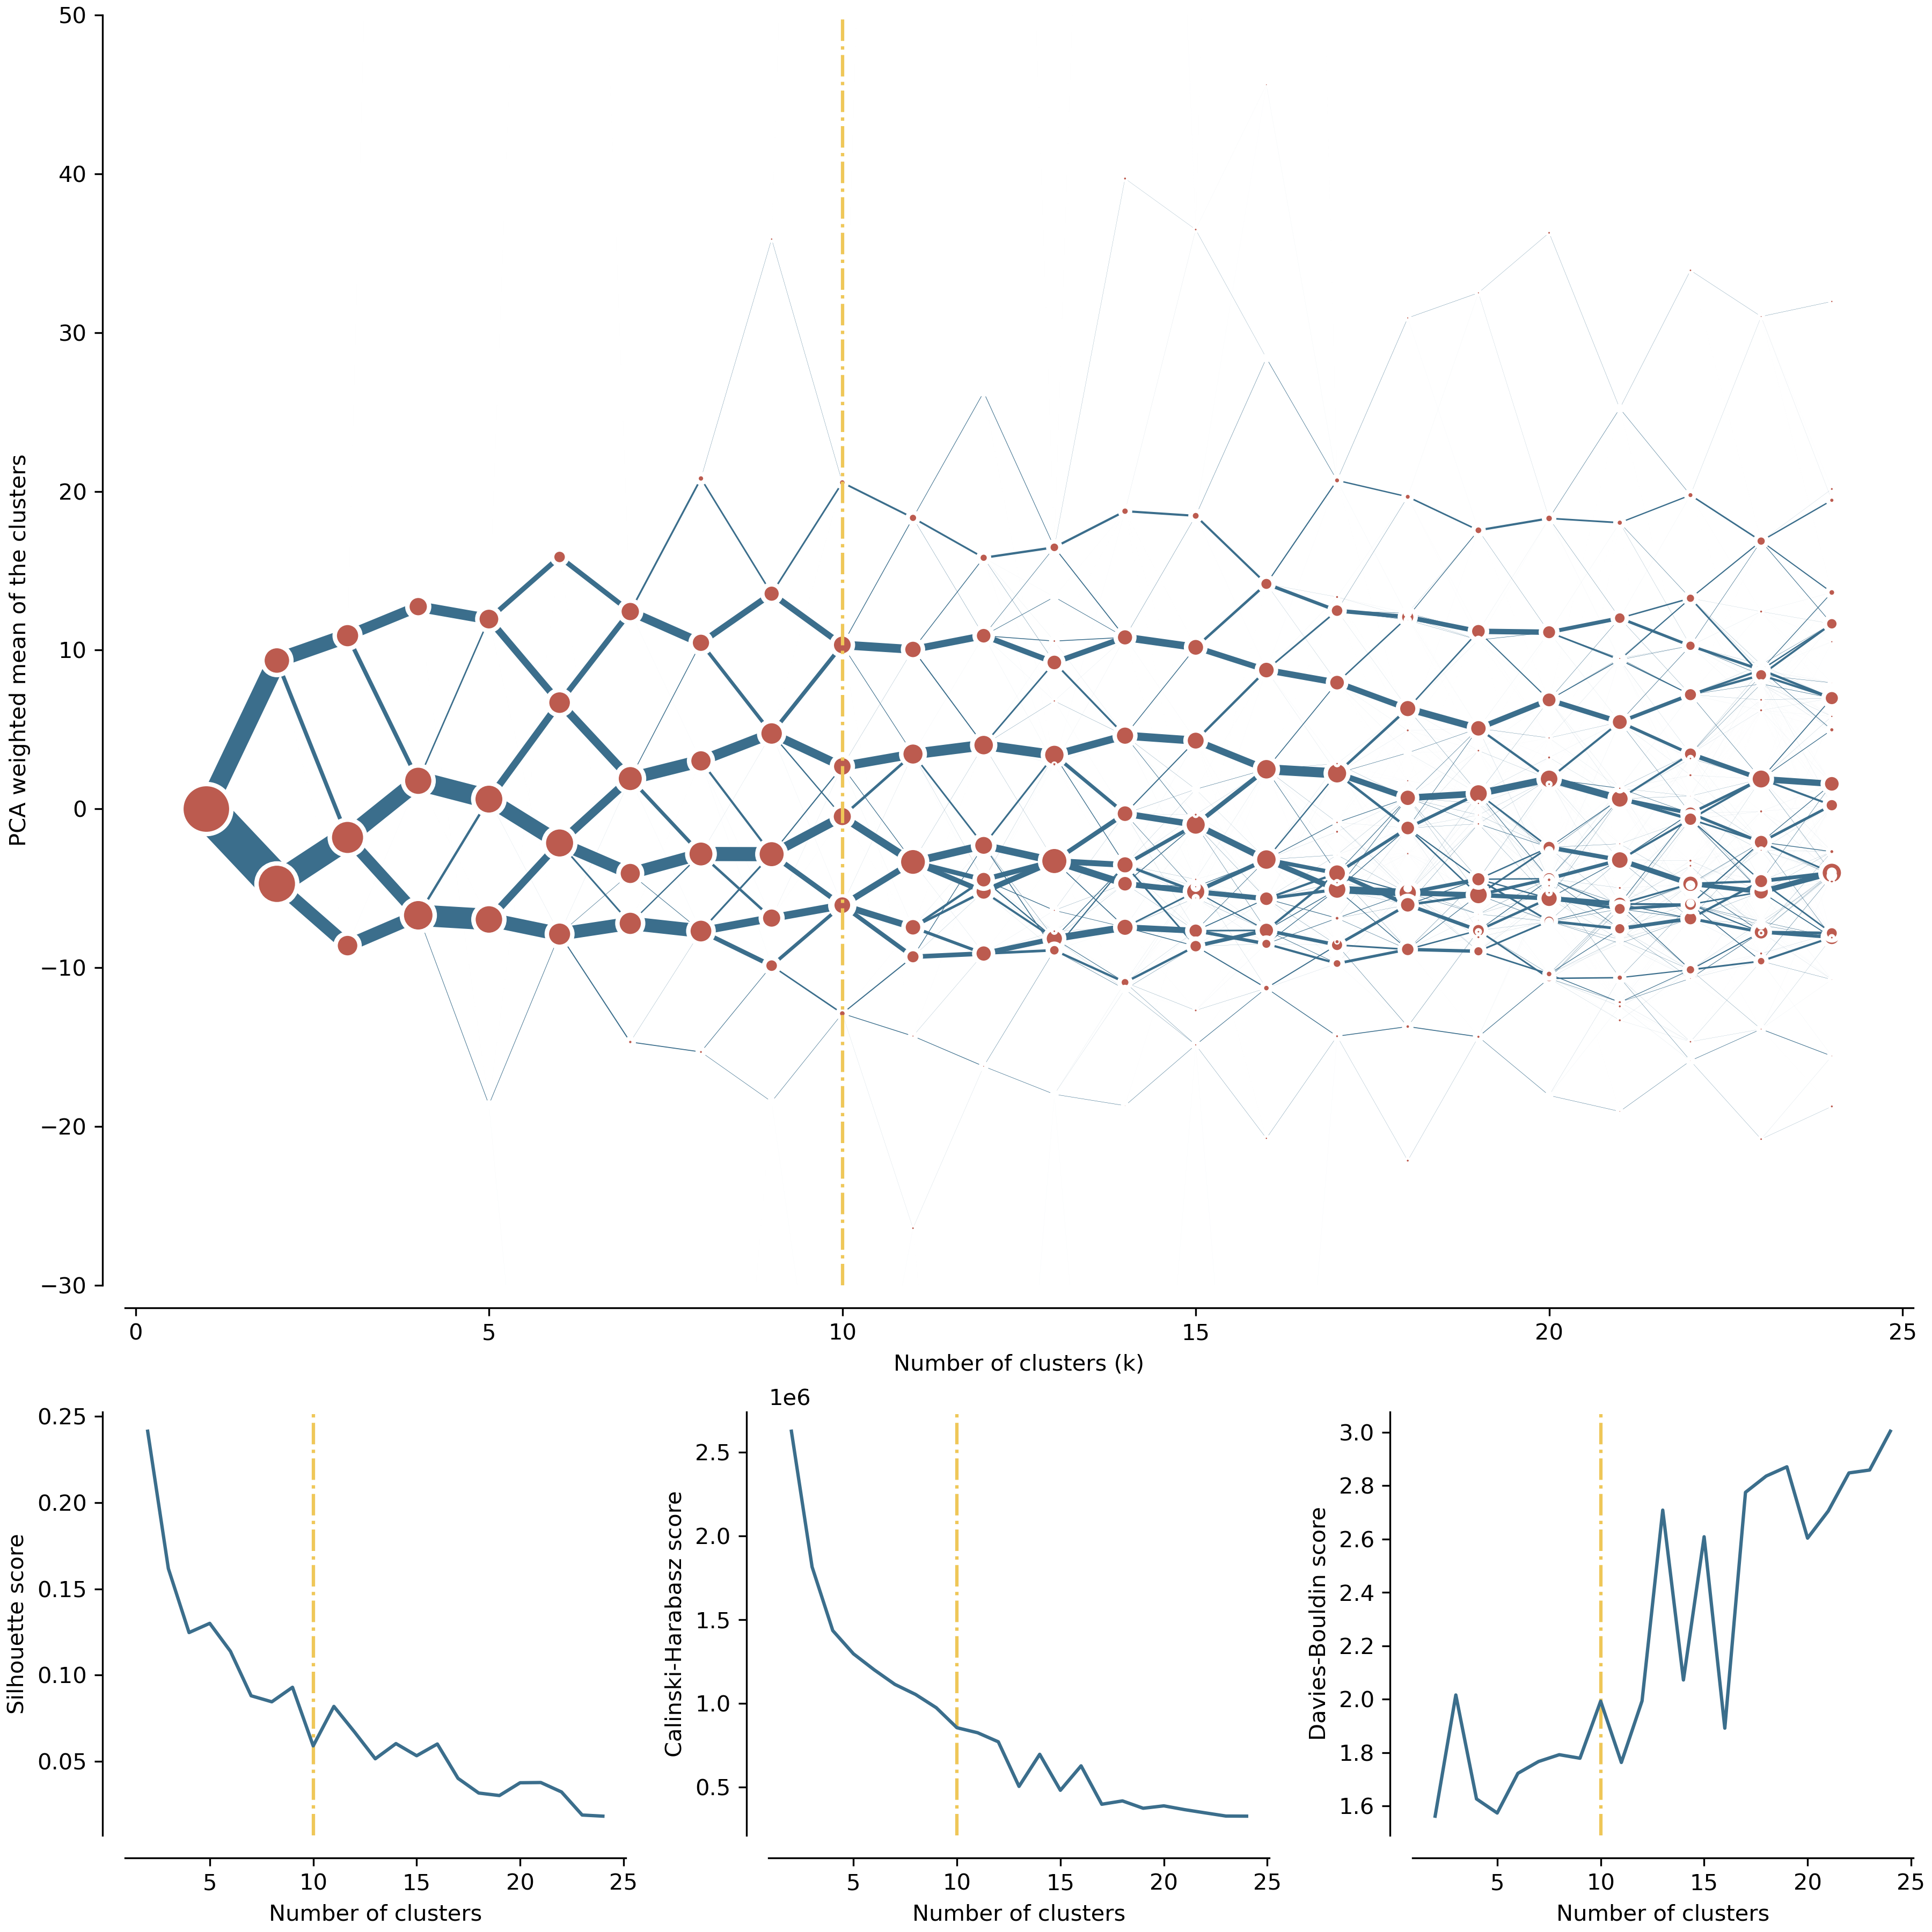 50
40
30
20
10
0
−10
−20
−30
PCA weighted mean of the clusters
0 5 10 15 20 25
Number of clusters (k)
0.25
0.20
0.15
0.10
0.05
Silhouette score
5 10 15 20 25
Number of clusters
1e6
2.5
2.0
1.5
1.0
0.5
Calinski-Harabasz score
5 10 15 20 25
Number of clusters
3.0
2.8
2.6
2.4
2.2
2.0
1.8
1.6
Davies-Bouldin score
5 10 15 20 25
Number of clusters